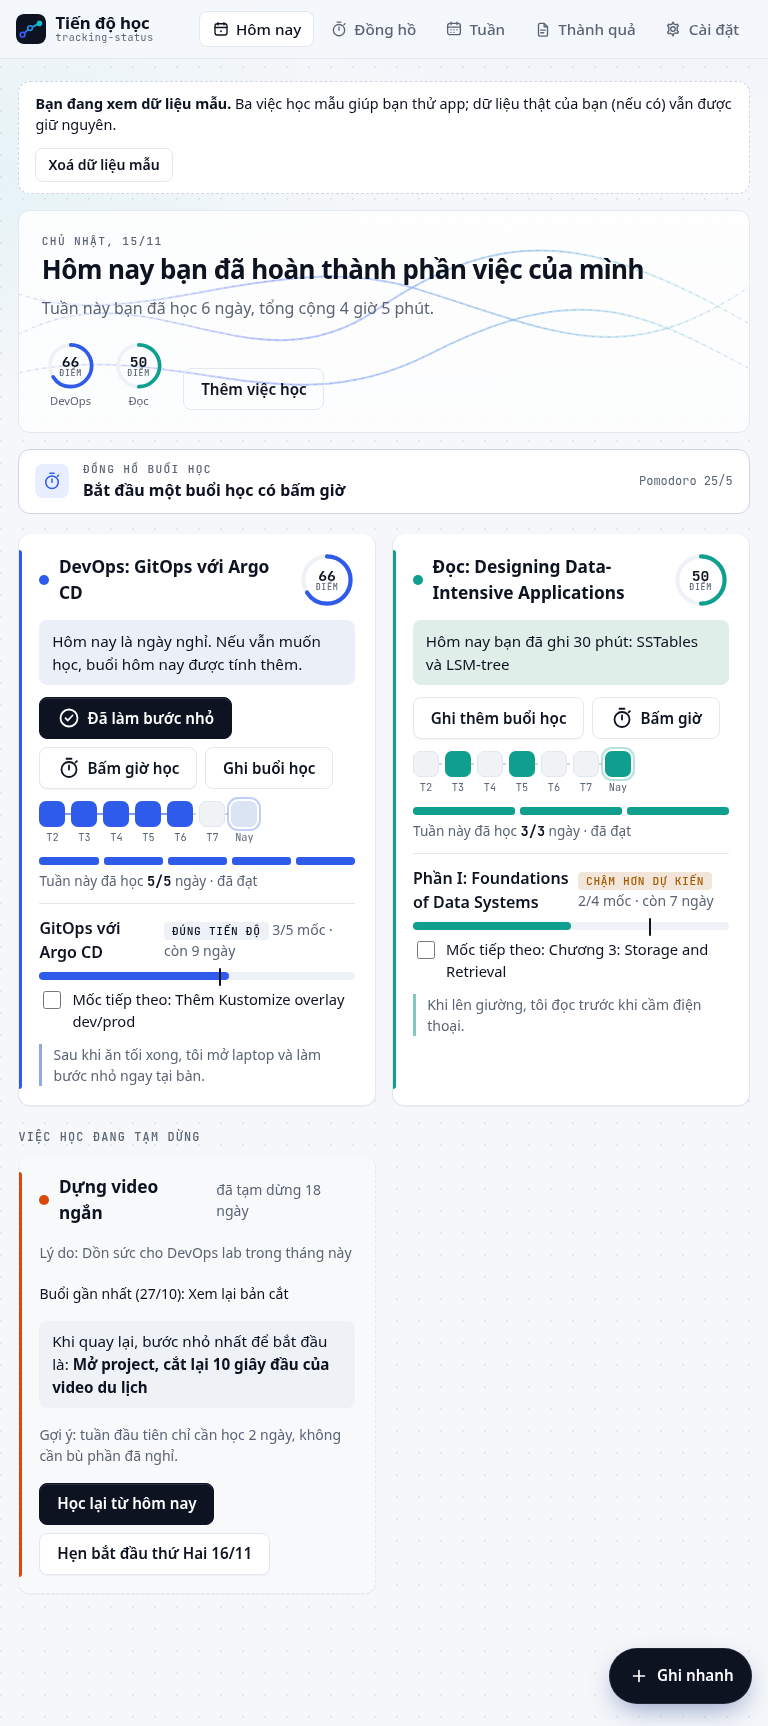 Tiến độ học
tracking-status
Hôm nay
Đồng hồ
Tuần
Thành quả
Cài đặt
Bạn đang xem dữ liệu mẫu. Ba việc học mẫu giúp bạn thử app; dữ liệu thật của bạn (nếu có) vẫn được
giữ nguyên.
Xoá dữ liệu mẫu
CHỦ NHẬT, 15/11
Hôm nay bạn đã hoàn thành phần việc của mình
Tuần này bạn đã học 6 ngày, tổng cộng 4 giờ 5 phút.
66
ĐIỂM
DevOps
50
ĐIỂM
Đọc
Thêm việc học
ĐỒNG HỒ BUỔI HỌC
Bắt đầu một buổi học có bấm giờ
Pomodoro 25/5
DevOps: GitOps với Argo
CD
66
ĐIỂM
Hôm nay là ngày nghỉ. Nếu vẫn muốn
học, buổi hôm nay được tính thêm.
Đã làm bước nhỏ
Bấm giờ học
Ghi buổi học
T2 T3 T4 T5 T6 T7 Nay
Tuần này đã học 5/5 ngày · đã đạt
GitOps với
Argo CD
ĐÚNG TIẾN ĐỘ 3/5 mốc ·
còn 9 ngày
Mốc tiếp theo: Thêm Kustomize overlay
dev/prod
Sau khi ăn tối xong, tôi mở laptop và làm
bước nhỏ ngay tại bàn.
Đọc: Designing Data-
Intensive Applications
50
ĐIỂM
Hôm nay bạn đã ghi 30 phút: SSTables
và LSM-tree
Ghi thêm buổi học
Bấm giờ
T2 T3 T4 T5 T6 T7 Nay
Tuần này đã học 3/3 ngày · đã đạt
Phần I: Foundations
of Data Systems
CHẬM HƠN DỰ KIẾN
2/4 mốc · còn 7 ngày
Mốc tiếp theo: Chương 3: Storage and
Retrieval
Khi lên giường, tôi đọc trước khi cầm điện
thoại.
VIỆC HỌC ĐANG TẠM DỪNG
Dựng video
ngắn
đã tạm dừng 18
ngày
Lý do: Dồn sức cho DevOps lab trong tháng này
Buổi gần nhất (27/10): Xem lại bản cắt
Khi quay lại, bước nhỏ nhất để bắt đầu
là: Mở project, cắt lại 10 giây đầu của
video du lịch
Gợi ý: tuần đầu tiên chỉ cần học 2 ngày, không
cần bù phần đã nghỉ.
Học lại từ hôm nay
Hẹn bắt đầu thứ Hai 16/11
Ghi nhanh